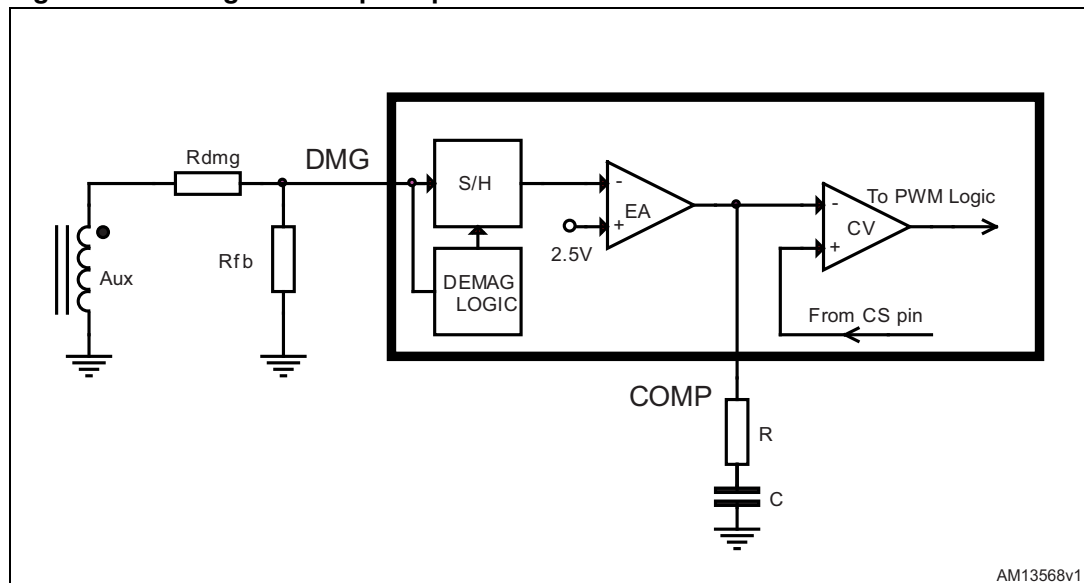 Rdmg
DMG
S/H
-
EA
+
2.5V
To PWM Logic
-
CV
+
Rfb
Aux
DEMAG
LOGIC
From CS pin
COMP
R
C
AM13568v1